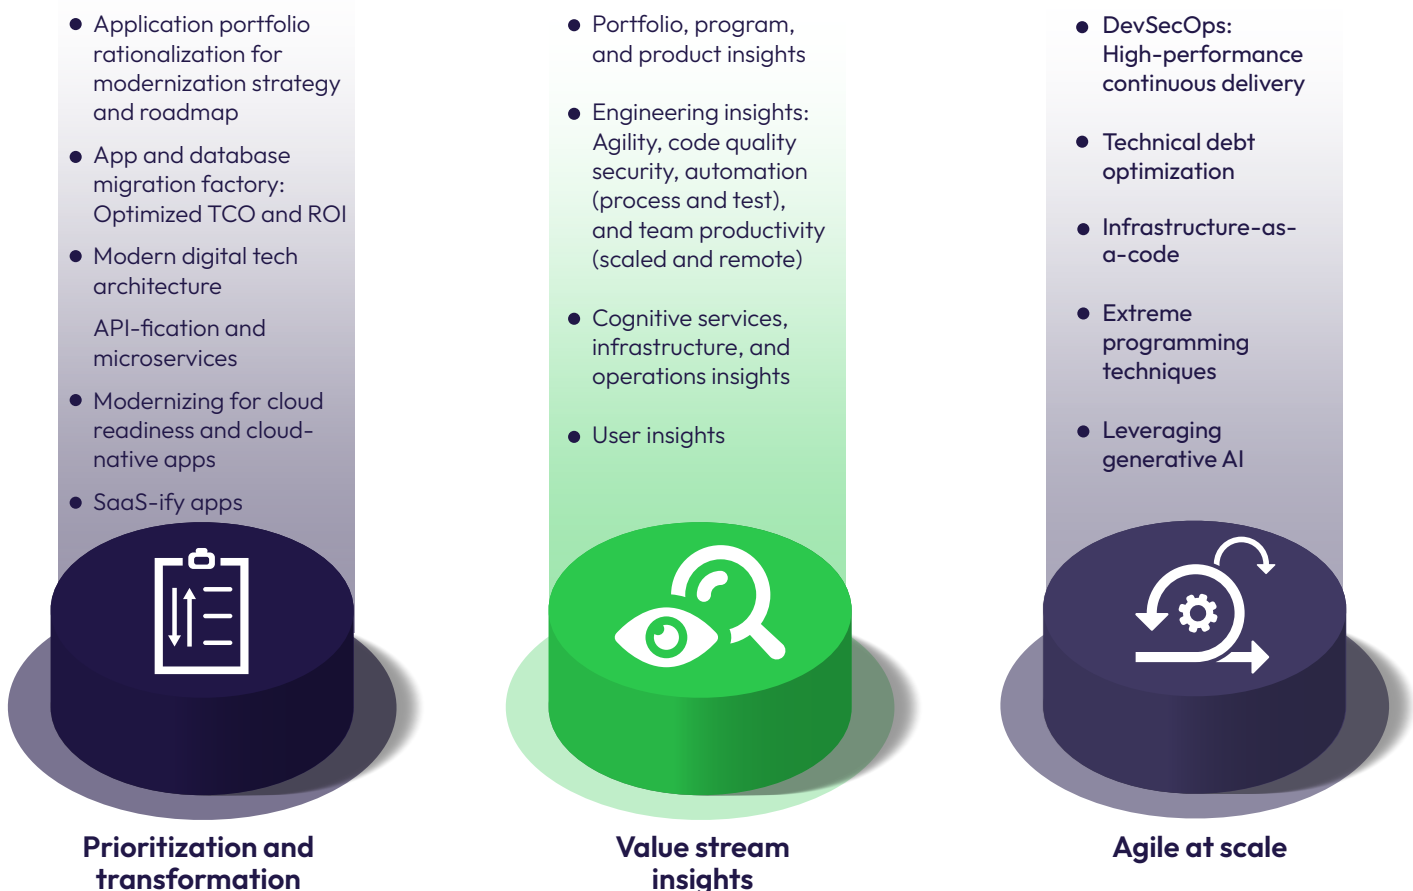 Application portfolio
rationalization for
modernization strategy
and roadmap
App and database
migration factory:
Optimized TCO and ROI
Modern digital tech
architecture
API-fication and
microservices
Modernizing for cloud
readiness and cloud-
native apps
SaaS-ify apps
Prioritization and
transformation
Portfolio, program,
and product insights
Engineering insights:
Agility, code quality
security, automation
(process and test),
and team productivity
(scaled and remote)
Cognitive services,
infrastructure, and
operations insights
User insights
Value stream
insights
DevSecOps:
High-performance
continuous delivery
Technical debt
optimization
Infrastructure-as-
a-code
Extreme
programming
techniques
Leveraging
generative AI
Agile at scale